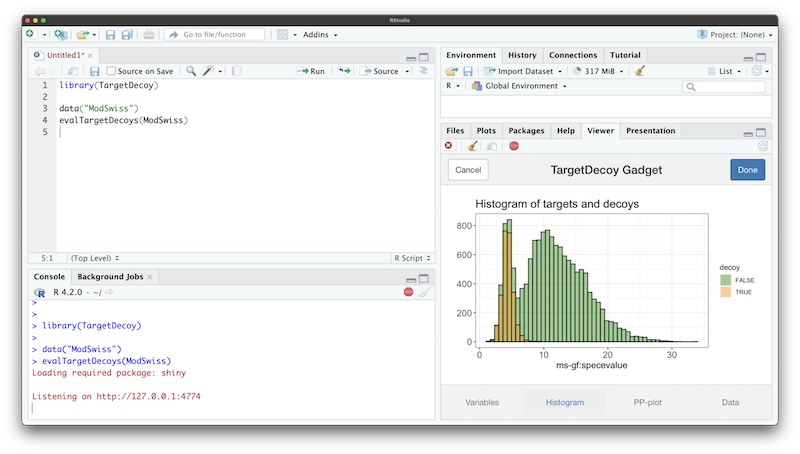 RStudio
Go to file/function
Addins
Project: (None)
Untitled1*
Source on Save
Run
Source
1 library(TargetDecoy)
2
3 data("ModSwiss")
4 evalTargetDecoys(ModSwiss)
5
5:1 (Top Level) R Script
Console Background Jobs
R 4.2.0 · ~/
>
>
> library(TargetDecoy)
>
> data("ModSwiss")
> evalTargetDecoys(ModSwiss)
Loading required package: shiny
Listening on http://127.0.0.1:4774
Environment History Connections Tutorial
Import Dataset 317 MiB List
R Global Environment
Files Plots Packages Help Viewer Presentation
Cancel TargetDecoy Gadget Done
Histogram of targets and decoys
800
600
400
200
0
0 10 20 30
ms-gf:specevalue
decoy
FALSE
TRUE
Variables Histogram PP-plot Data